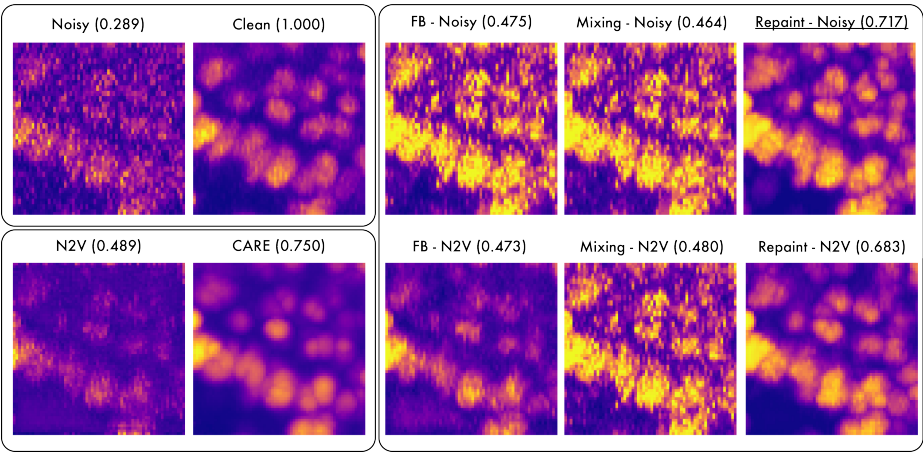 Noisy (0.289)
Clean (1.000)
FB - Noisy (0.475)
Mixing - Noisy (0.464)
Repaint - Noisy (0.717)
N2V (0.489)
CARE (0.750)
FB - N2V (0.473)
Mixing - N2V (0.480)
Repaint - N2V (0.683)